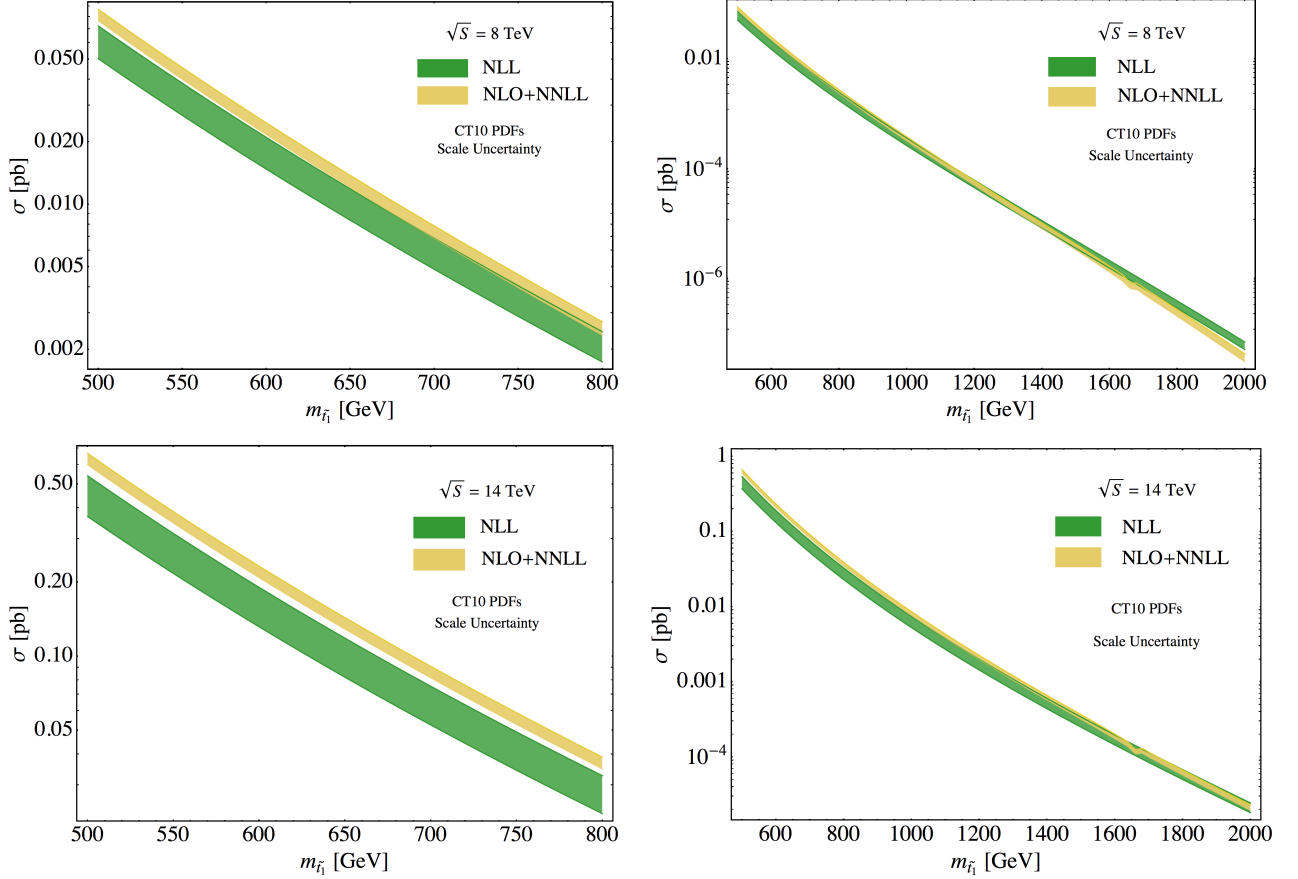 √S = 8 TeV
NLL
NLO+NNLL
CT10 PDFs
Scale Uncertainty
σ [pb]
0.050
0.020
0.010
0.005
0.002
500 550 600 650 700 750 800
m_{t̃₁} [GeV]
√S = 8 TeV
NLL
NLO+NNLL
CT10 PDFs
Scale Uncertainty
σ [pb]
0.01
10⁻⁴
10⁻⁶
600 800 1000 1200 1400 1600 1800 2000
m_{t̃₁} [GeV]
√S = 14 TeV
NLL
NLO+NNLL
CT10 PDFs
Scale Uncertainty
σ [pb]
0.50
0.20
0.10
0.05
500 550 600 650 700 750 800
m_{t̃₁} [GeV]
√S = 14 TeV
NLL
NLO+NNLL
CT10 PDFs
Scale Uncertainty
σ [pb]
1
0.1
0.01
0.001
10⁻⁴
600 800 1000 1200 1400 1600 1800 2000
m_{t̃₁} [GeV]